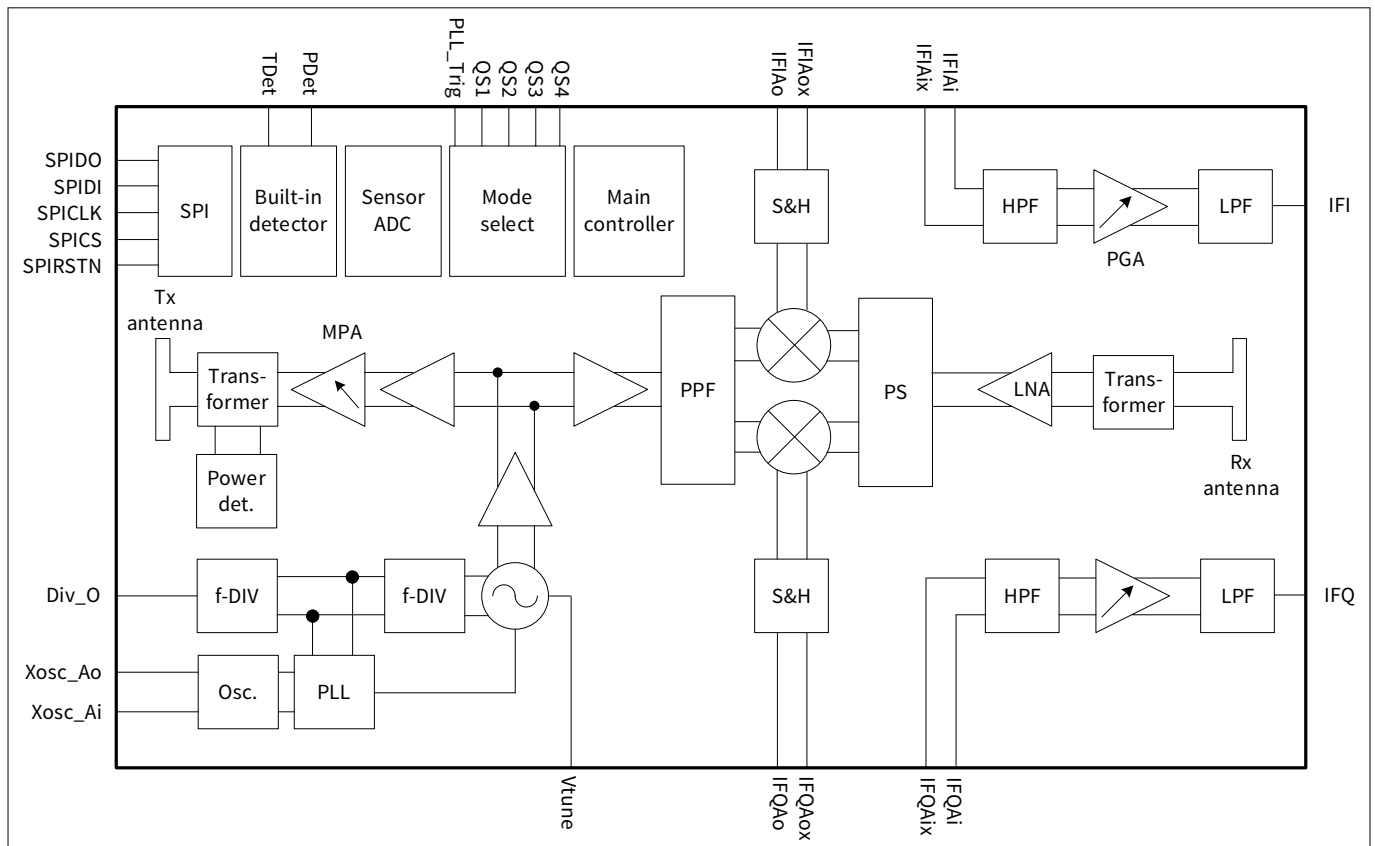 TDet
PDet
PLL_Trig
QS1
QS2
QS3
QS4
IFIAo
IFIAox
IFIAix
IFIAi
SPIDO
SPIDI
SPICLK
SPICS
SPIRSTN
SPI
Built-in
detector
Sensor
ADC
Mode
select
Main
controller
S&H
HPF
PGA
LPF
IFI
Tx
antenna
MPA
Trans-
former
Power
det.
PPF
PS
LNA
Trans-
former
Rx
antenna
Div_O
f-DIV
f-DIV
S&H
HPF
LPF
IFQ
Xosc_Ao
Xosc_Ai
Osc.
PLL
Vtune
IFQAo
IFQAox
IFQAix
IFQAi